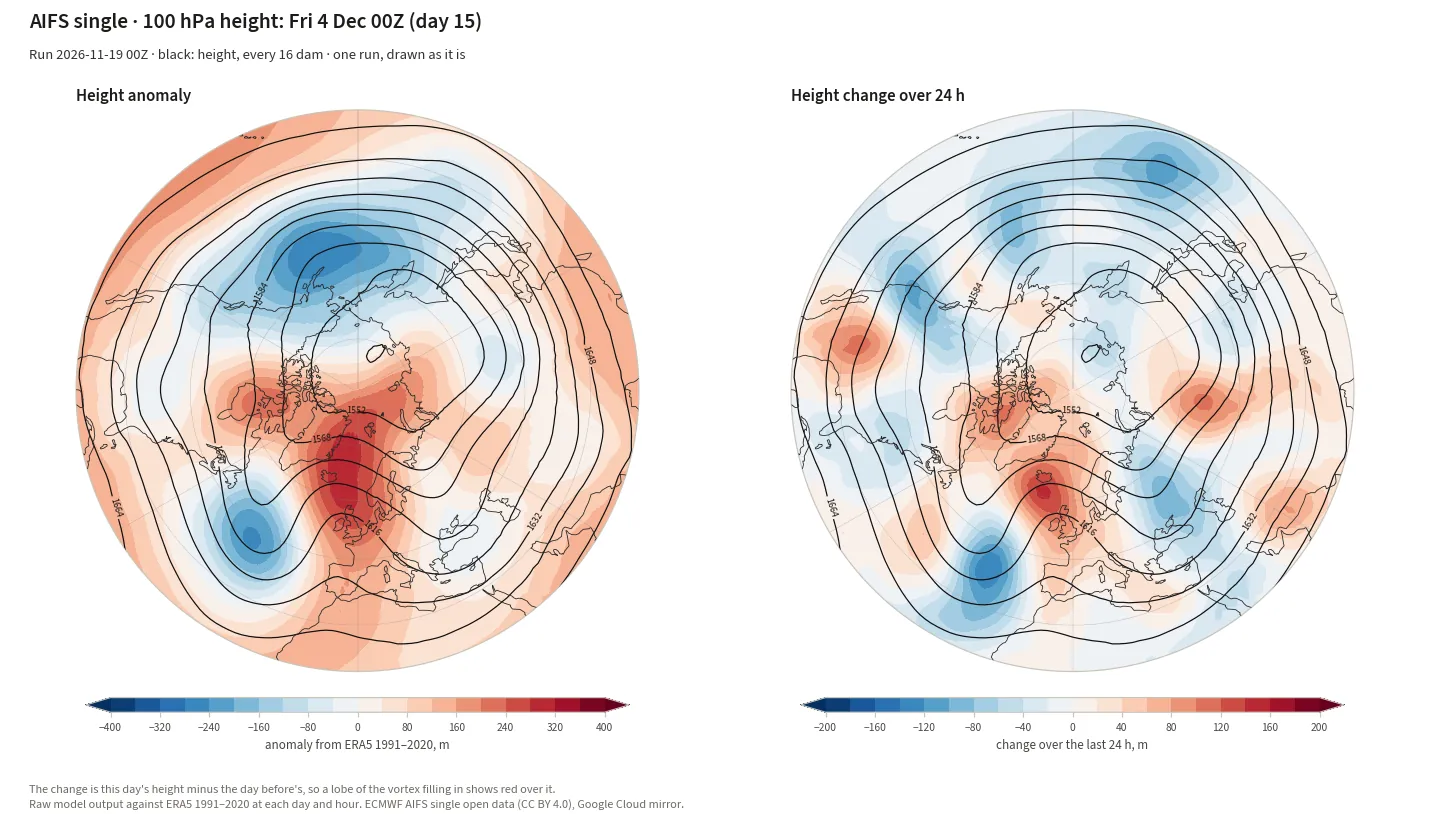 AIFS single · 100 hPa height: Fri 4 Dec 00Z (day 15)
Run 2026-11-19 00Z · black: height, every 16 dam · one run, drawn as it is
Height anomaly
Height change over 24 h
1584
1648
1552
1568
1616
1632
1664
1584
1648
1552
1568
1616
1632
1664
−400 −320 −240 −160 −80 0 80 160 240 320 400
anomaly from ERA5 1991–2020, m
−200 −160 −120 −80 −40 0 40 80 120 160 200
change over the last 24 h, m
The change is this day's height minus the day before's, so a lobe of the vortex filling in shows red over it.
Raw model output against ERA5 1991–2020 at each day and hour. ECMWF AIFS single open data (CC BY 4.0), Google Cloud mirror.